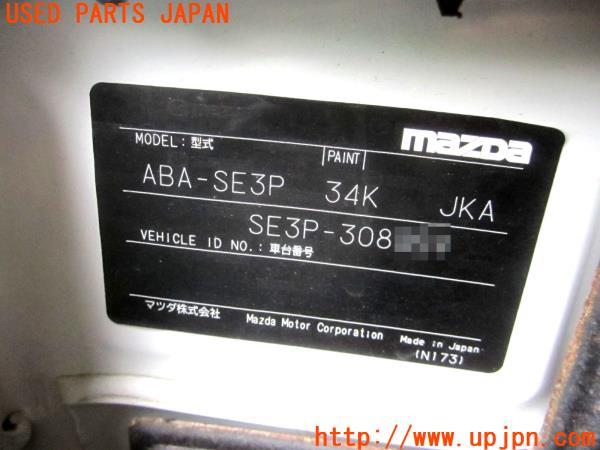 USED PARTS JAPAN
mazda
MODEL: 型式
PAINT
ABA-SE3P 34K JKA
SE3P-308
VEHICLE ID NO.: 車台番号
マツダ株式会社 Mazda Motor Corporation Made in Japan
(N173)
http://www.upjpn.com/